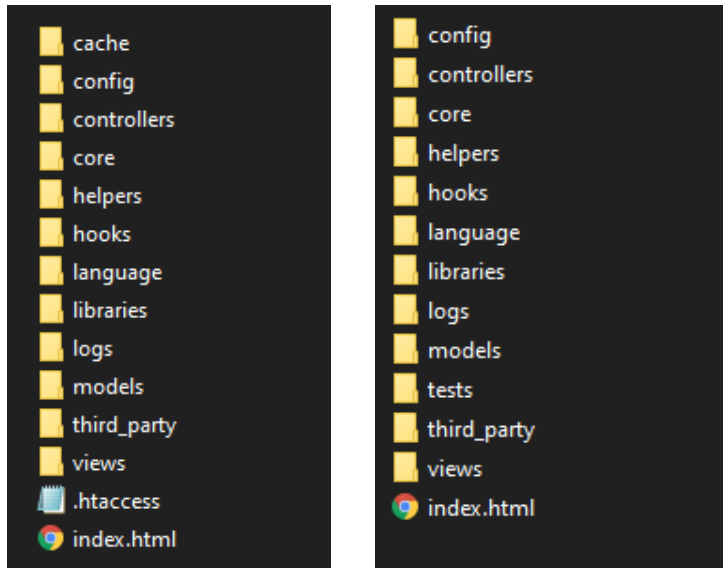 cache
config
controllers
core
helpers
hooks
language
libraries
logs
models
third_party
views
.htaccess
index.html
config
controllers
core
helpers
hooks
language
libraries
logs
models
tests
third_party
views
index.html